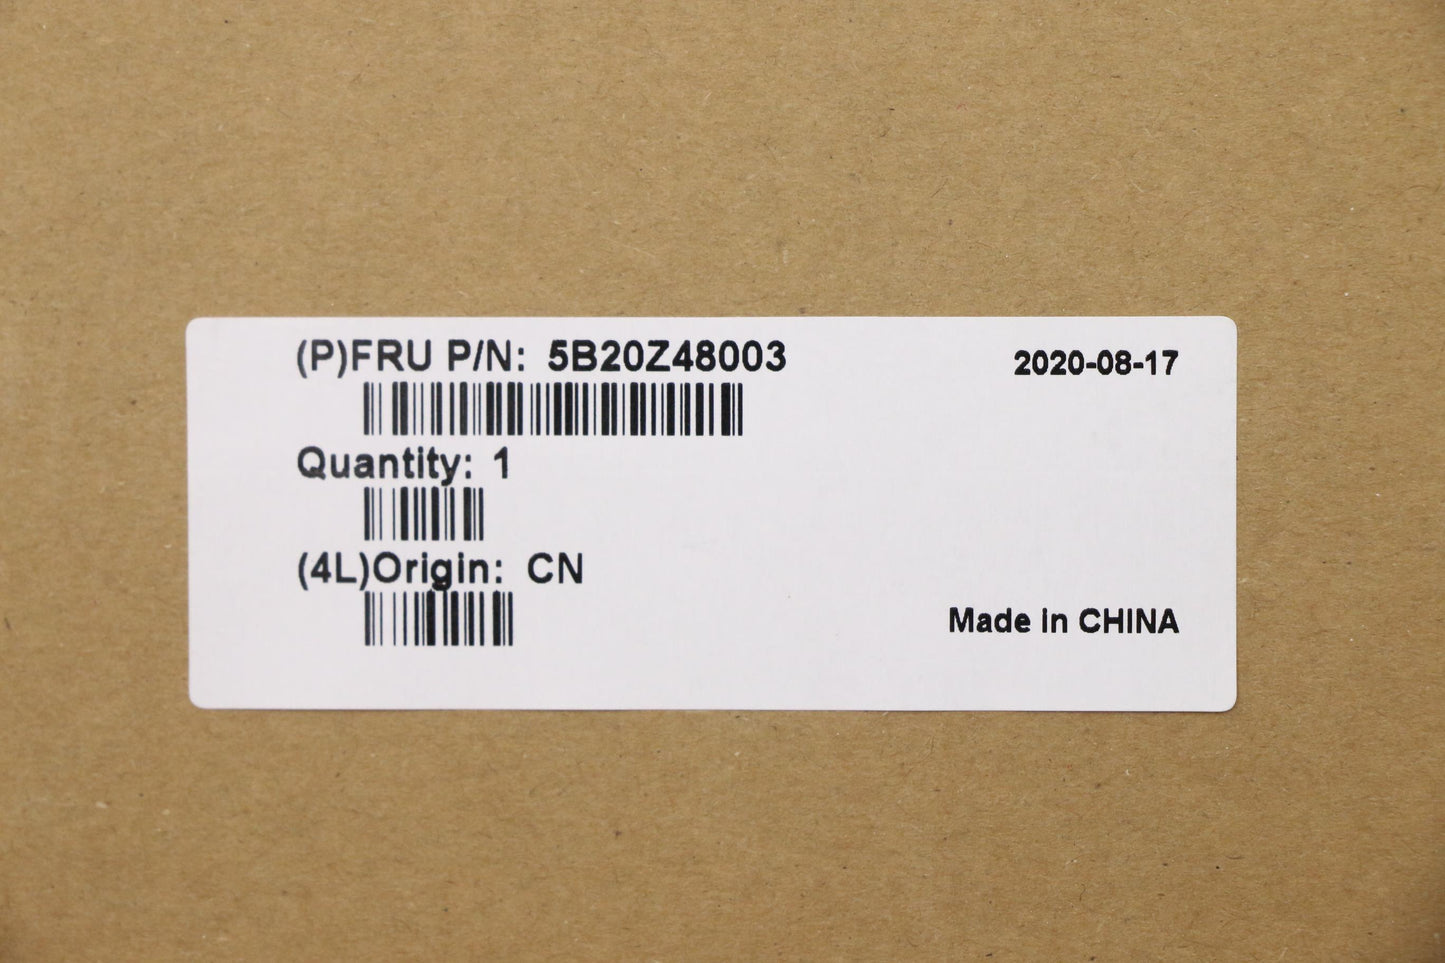 (P)FRU P/N: 5B20Z48003
2020-08-17
Quantity: 1
(4L)Origin: CN
Made in CHINA